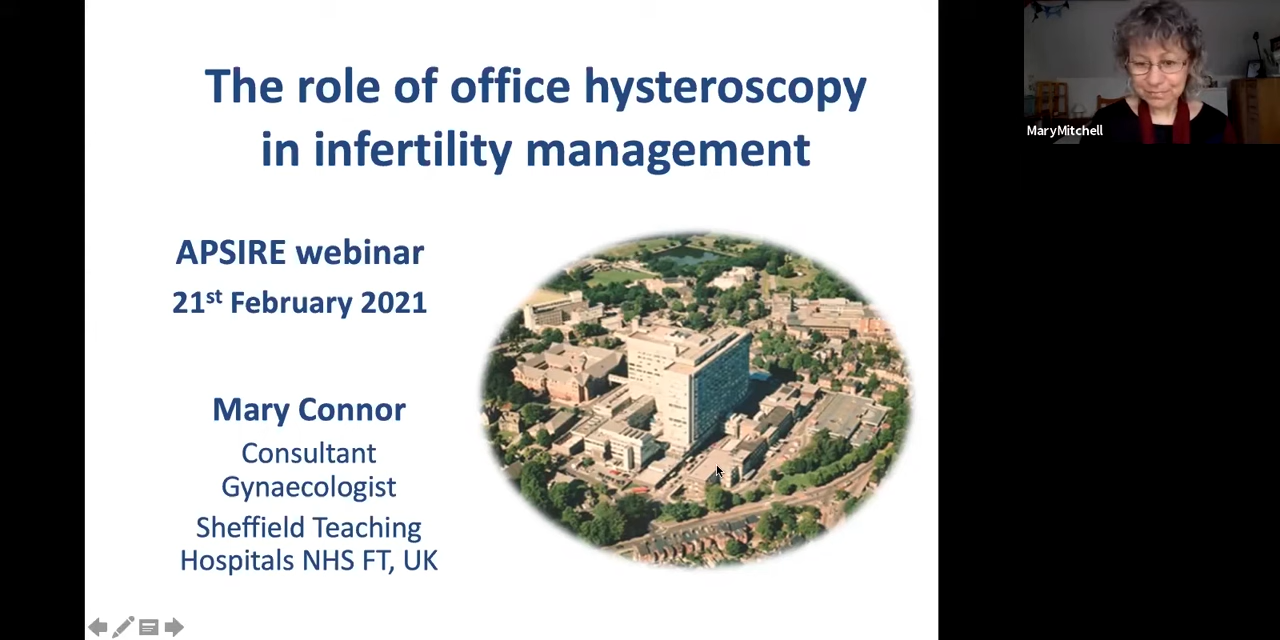 The role of office hysteroscopy
in infertility management
APSIRE webinar
21st February 2021
Mary Connor
Consultant
Gynaecologist
Sheffield Teaching
Hospitals NHS FT, UK
MaryMitchell